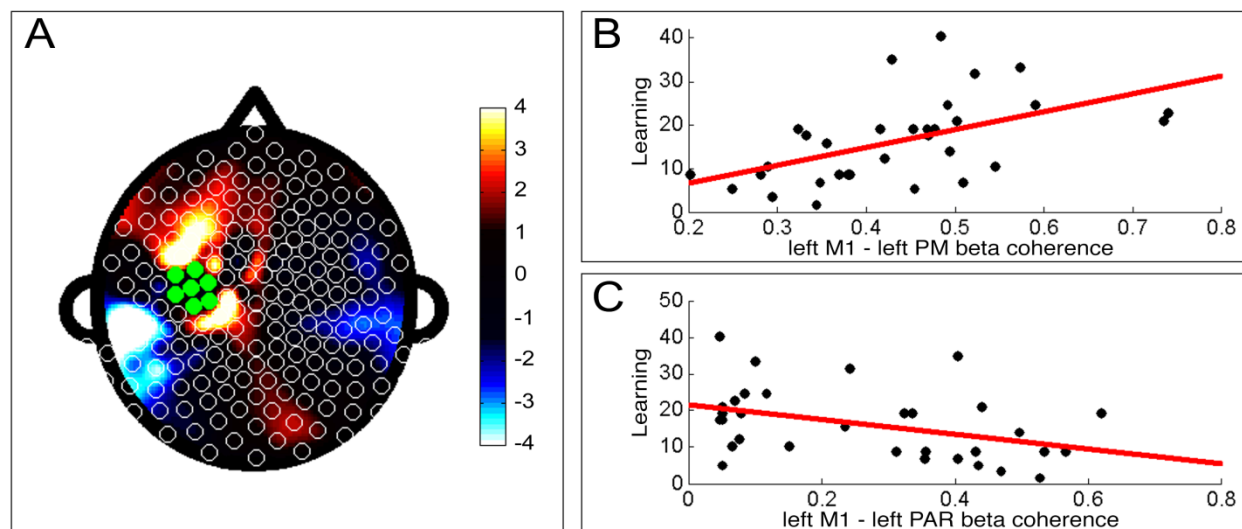 A
4
3
2
1
0
-1
-2
-3
-4
B
Learning
40
30
20
10
0
0.2 0.3 0.4 0.5 0.6 0.7 0.8
left M1 - left PM beta coherence
C
Learning
50
40
30
20
10
0
0 0.2 0.4 0.6 0.8
left M1 - left PAR beta coherence